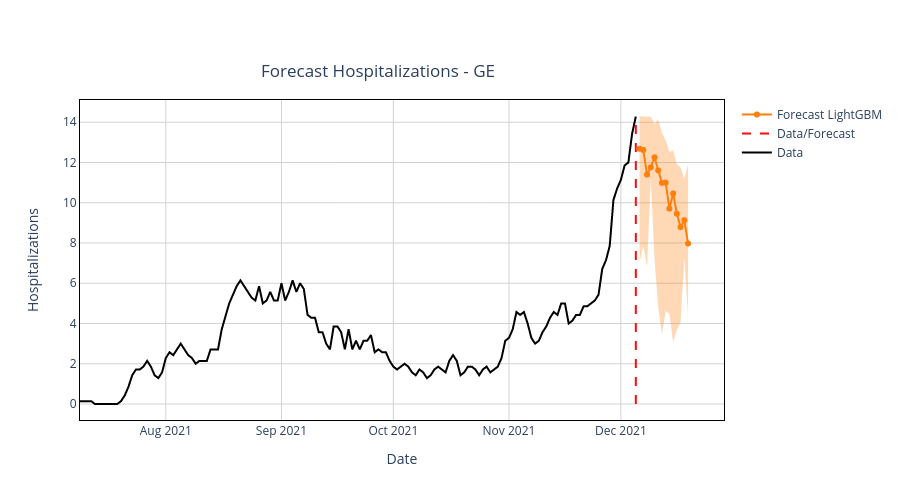 Forecast Hospitalizations - GE
Forecast LightGBM
Data/Forecast
Data
Hospitalizations
14
12
10
8
6
4
2
0
Aug 2021
Sep 2021
Oct 2021
Nov 2021
Dec 2021
Date